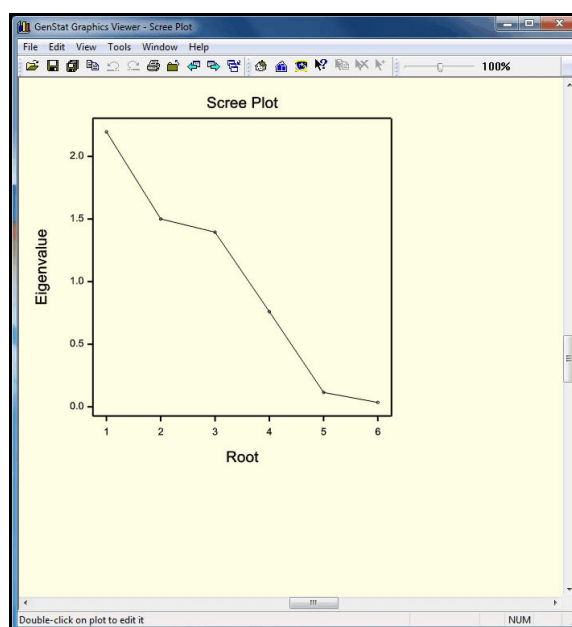 GenStat Graphics Viewer - Scree Plot
File Edit View Tools Window Help
100%
Scree Plot
2.0
1.5
1.0
0.5
0.0
Eigenvalue
1 2 3 4 5 6
Root
Double-click on plot to edit it NUM